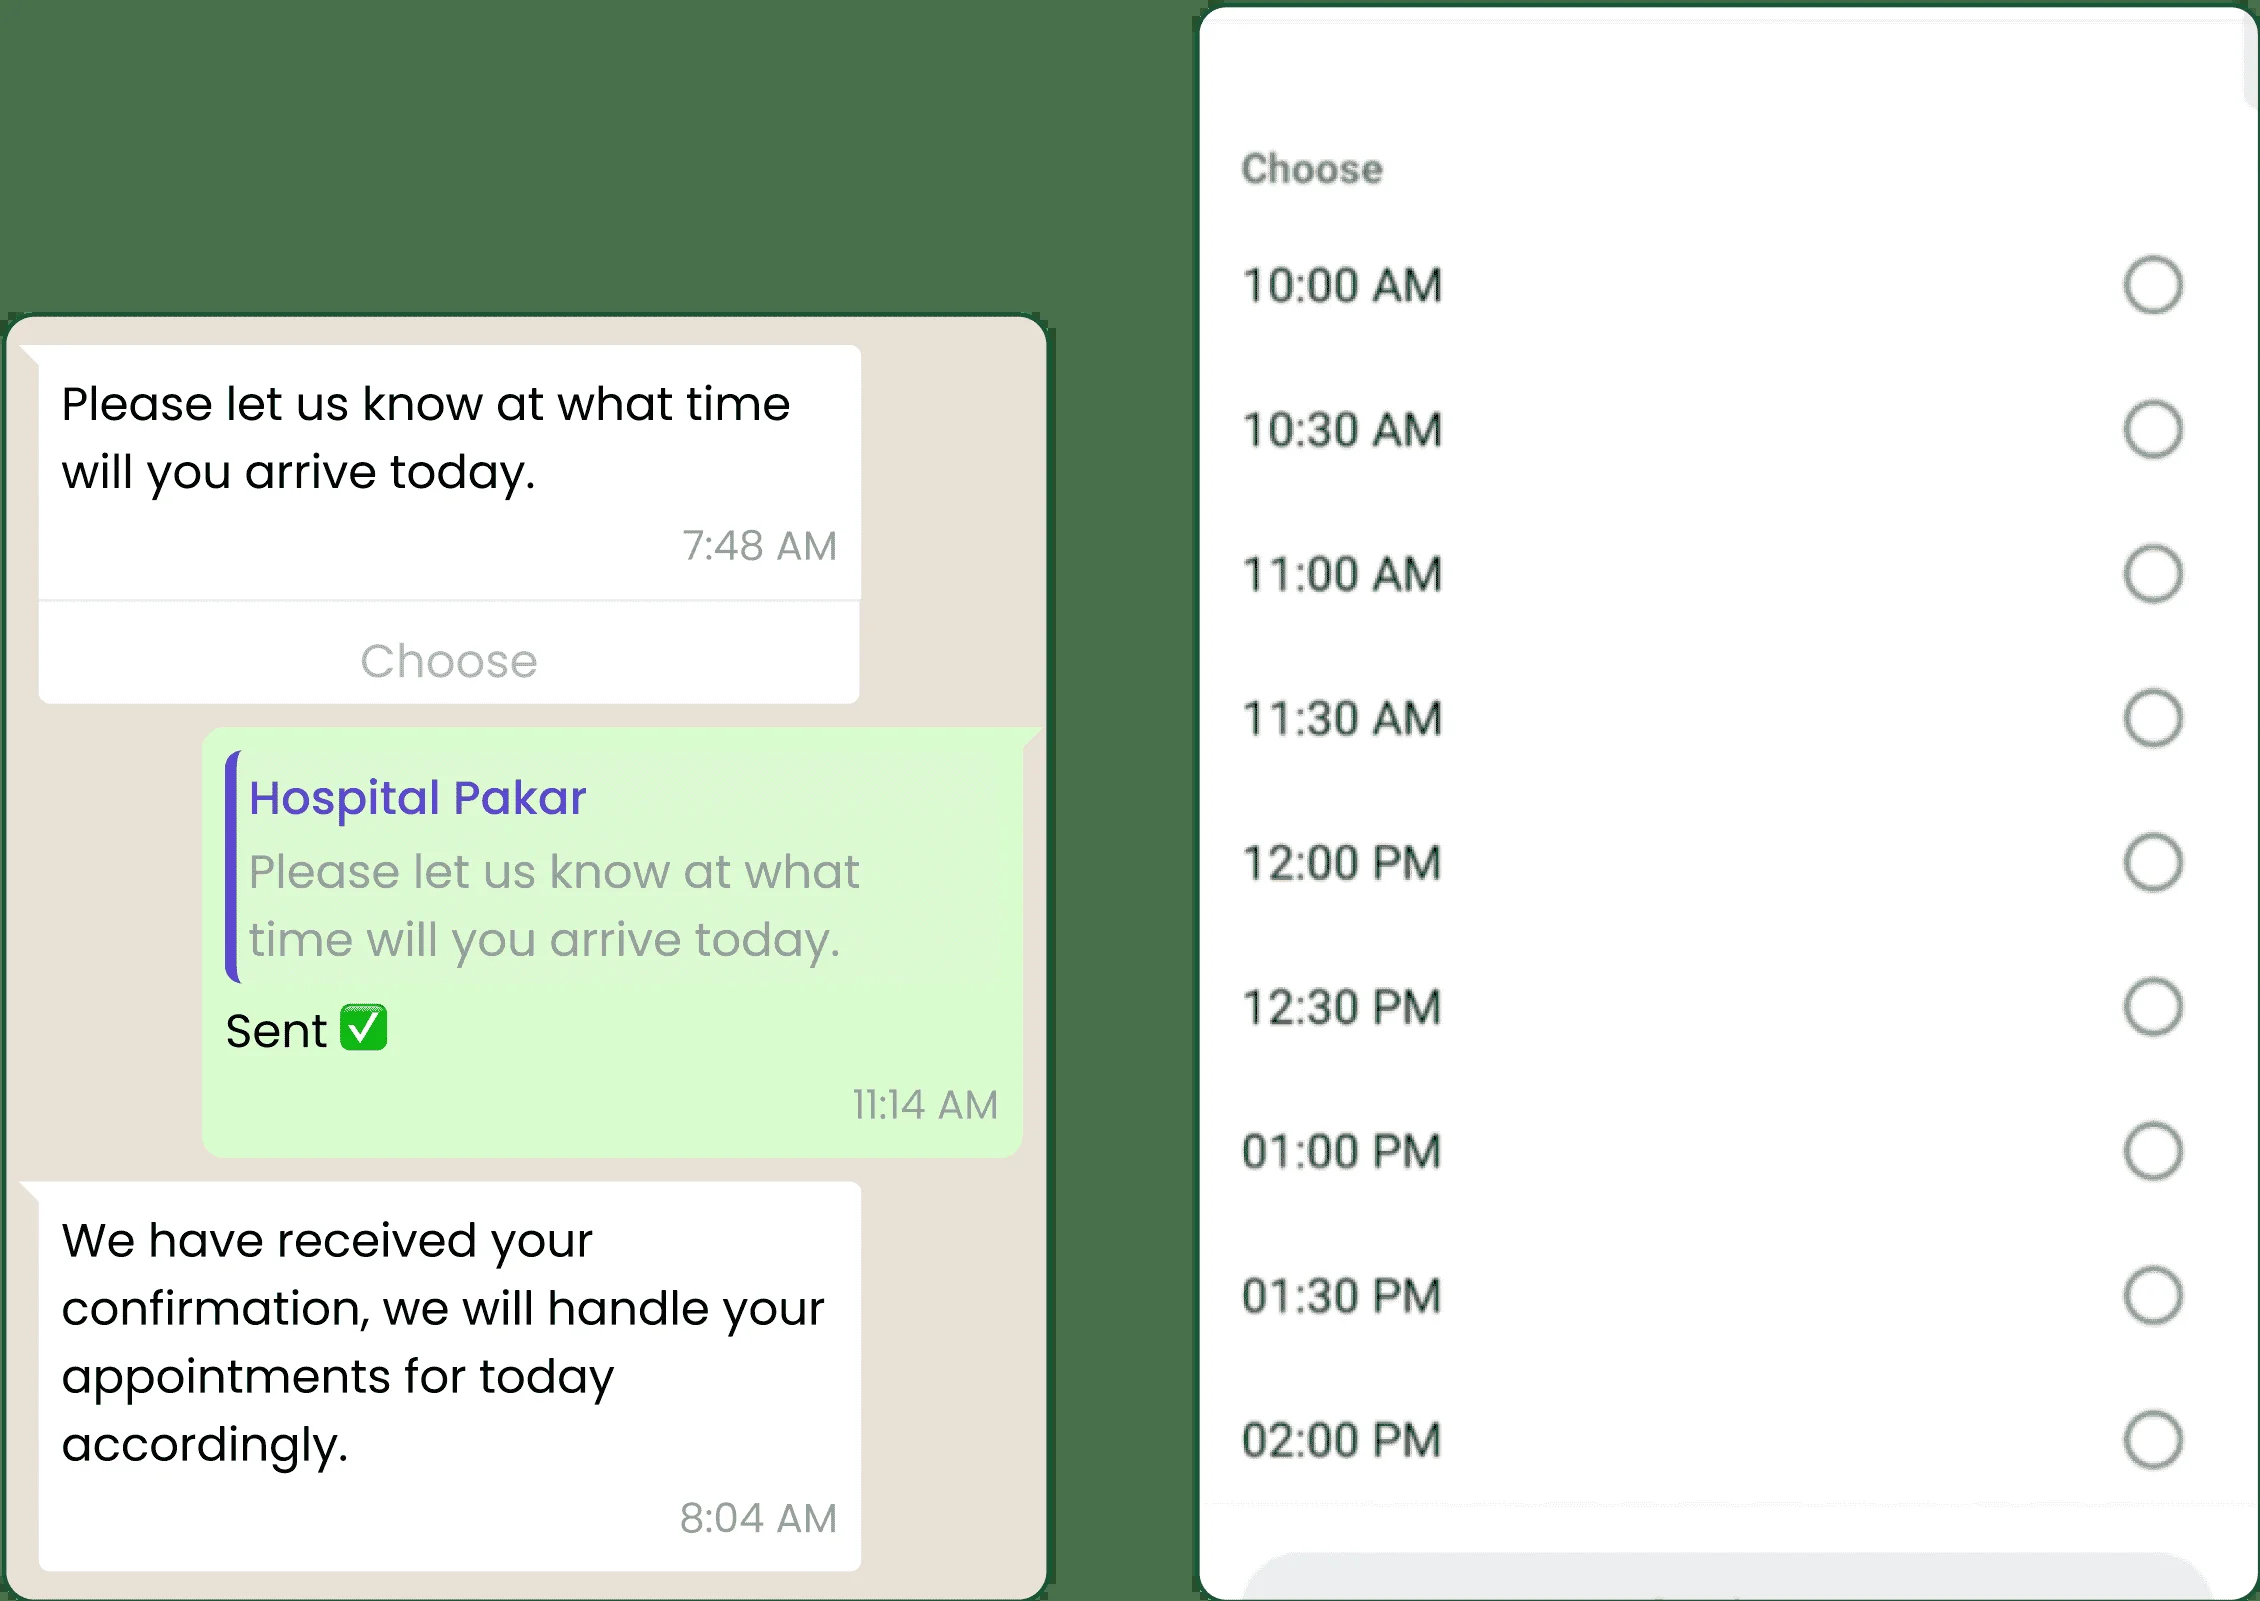 Please let us know at what time
will you arrive today.
7:48 AM
Choose
Hospital Pakar
Please let us know at what
time will you arrive today.
Sent ✅
11:14 AM
We have received your
confirmation, we will handle your
appointments for today
accordingly.
8:04 AM
Choose
10:00 AM
10:30 AM
11:00 AM
11:30 AM
12:00 PM
12:30 PM
01:00 PM
01:30 PM
02:00 PM